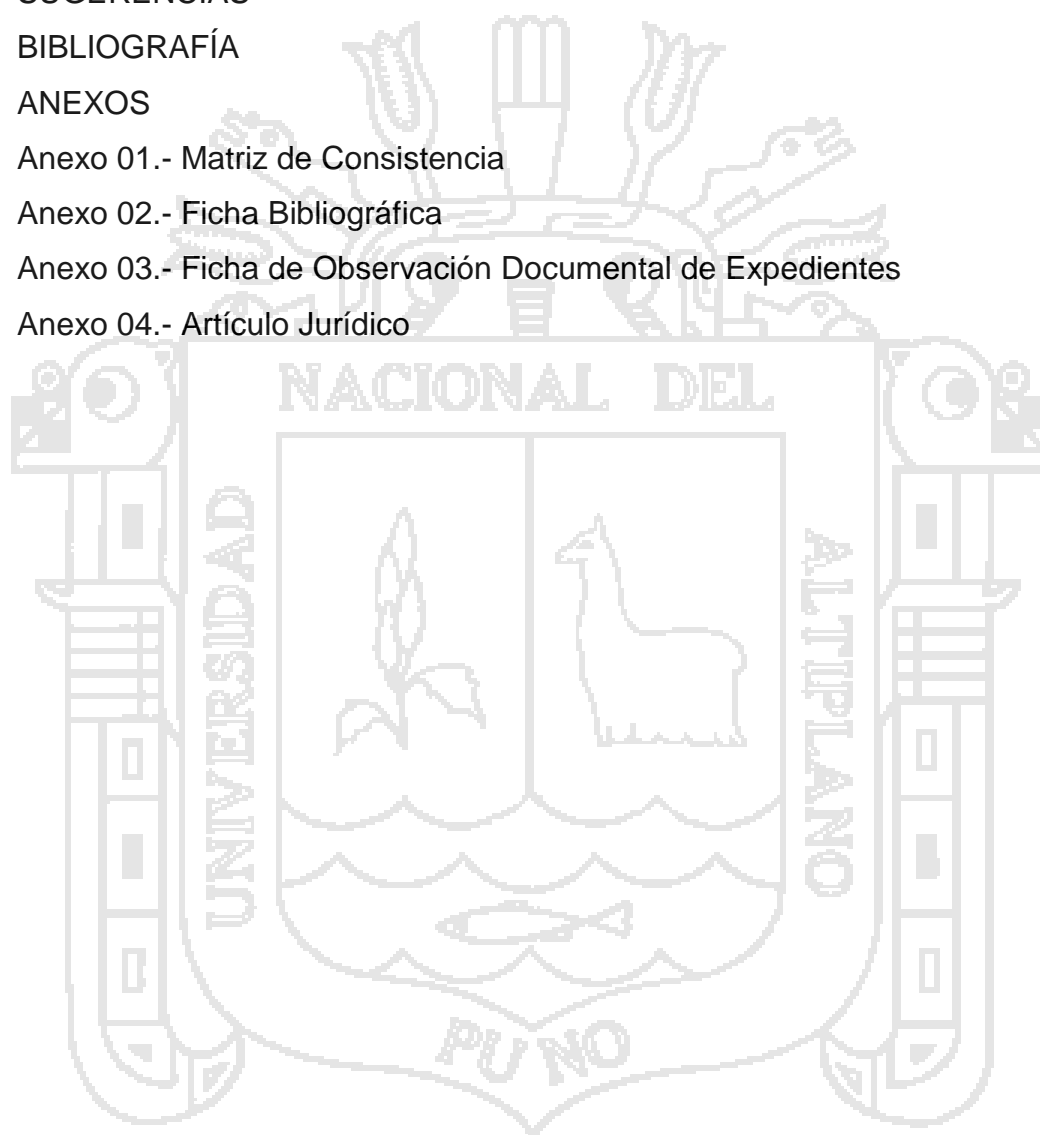 SUGERENCIAS
BIBLIOGRAFÍA
ANEXOS
Anexo 01.- Matriz de Consistencia
Anexo 02.- Ficha Bibliográfica
Anexo 03.- Ficha de Observación Documental de Expedientes
Anexo 04.- Artículo Jurídico
NACIONAL DEL
UNIVERSIDAD
ALTIPLANO
PUNO